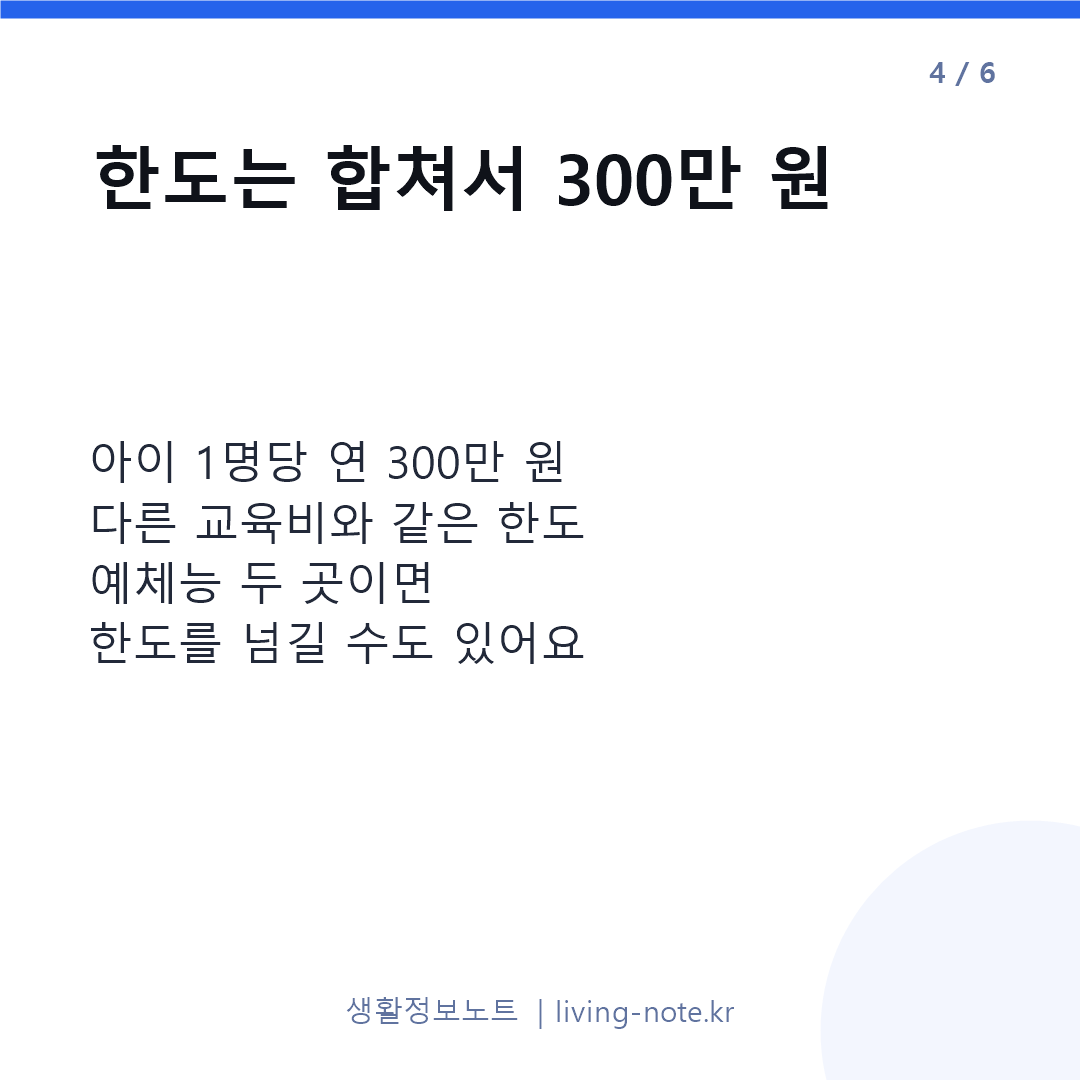 4 / 6
한도는 합쳐서 300만 원
아이 1명당 연 300만 원
다른 교육비와 같은 한도
예체능 두 곳이면
한도를 넘길 수도 있어요
생활정보노트 | living-note.kr